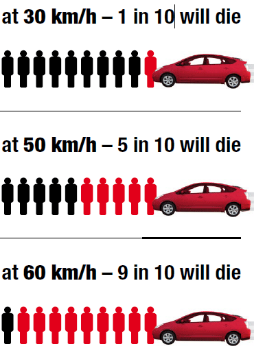 at 30 km/h – 1 in 10 will die
at 50 km/h – 5 in 10 will die
at 60 km/h – 9 in 10 will die